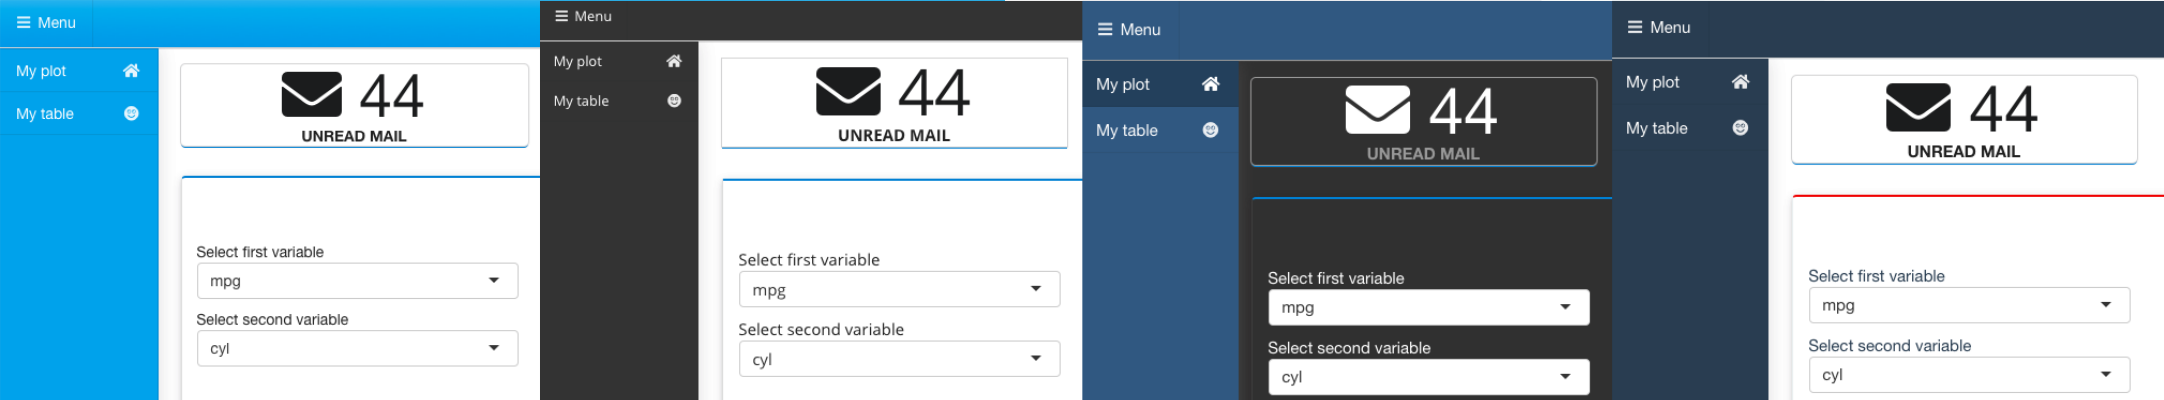 Menu
My plot
My table
44
UNREAD MAIL
Select first variable
mpg
Select second variable
cyl
Menu
My plot
My table
44
UNREAD MAIL
Select first variable
mpg
Select second variable
cyl
Menu
My plot
My table
44
UNREAD MAIL
Select first variable
mpg
Select second variable
cyl
Menu
My plot
My table
44
UNREAD MAIL
Select first variable
mpg
Select second variable
cyl